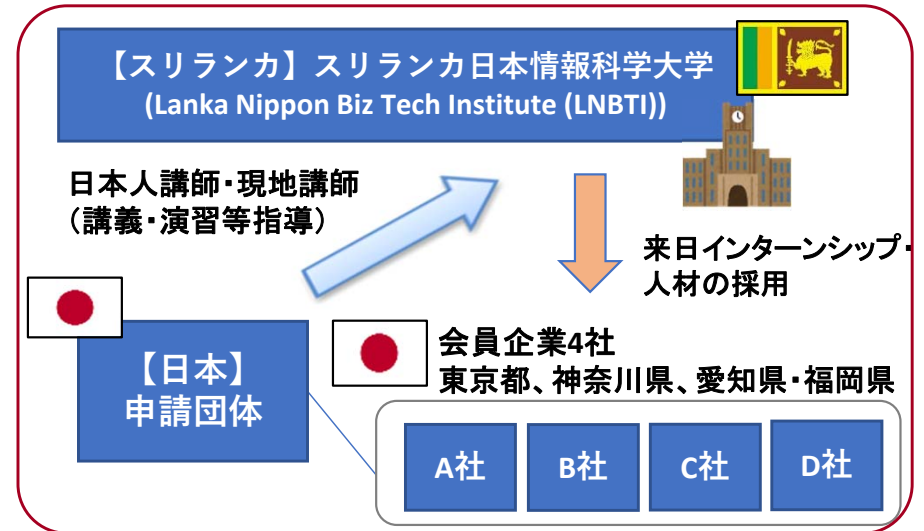 【スリランカ】スリランカ日本情報科学大学
(Lanka Nippon Biz Tech Institute (LNBTI))
日本人講師・現地講師
（講義・演習等指導）
来日インターンシップ・
人材の採用
【日本】
申請団体
会員企業4社
東京都、神奈川県、愛知県・福岡県
A社
B社
C社
D社